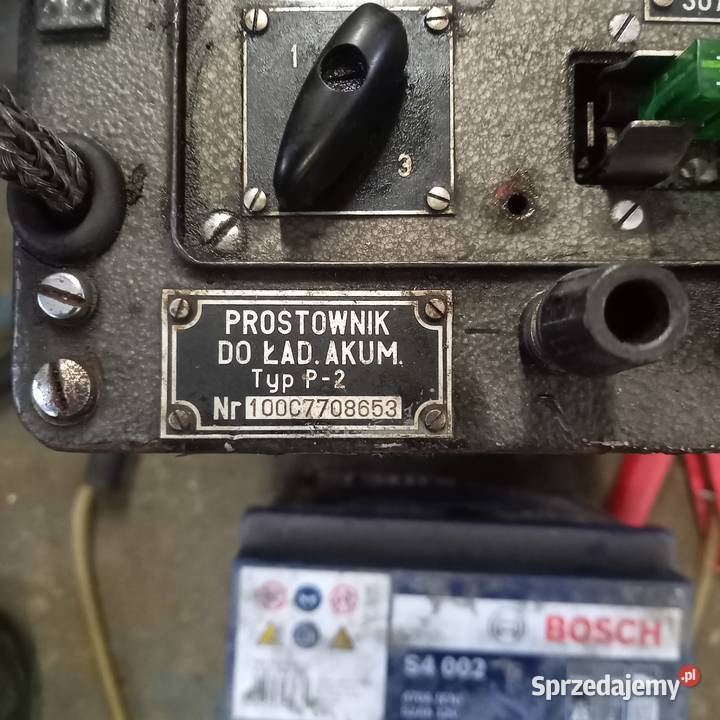 1
3
PROSTOWNIK
DO ŁAD. AKUM.
Typ P-2
Nr 100C7708653
BOSCH
S4 002
Sprzedajemy.pl